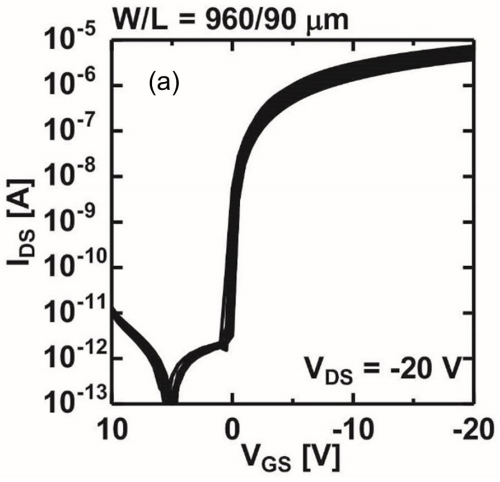 W/L = 960/90 μm
(a)
10⁻⁵
10⁻⁶
10⁻⁷
10⁻⁸
10⁻⁹
10⁻¹⁰
10⁻¹¹
10⁻¹²
10⁻¹³
I_DS [A]
V_DS = -20 V
10
0
-10
-20
V_GS [V]